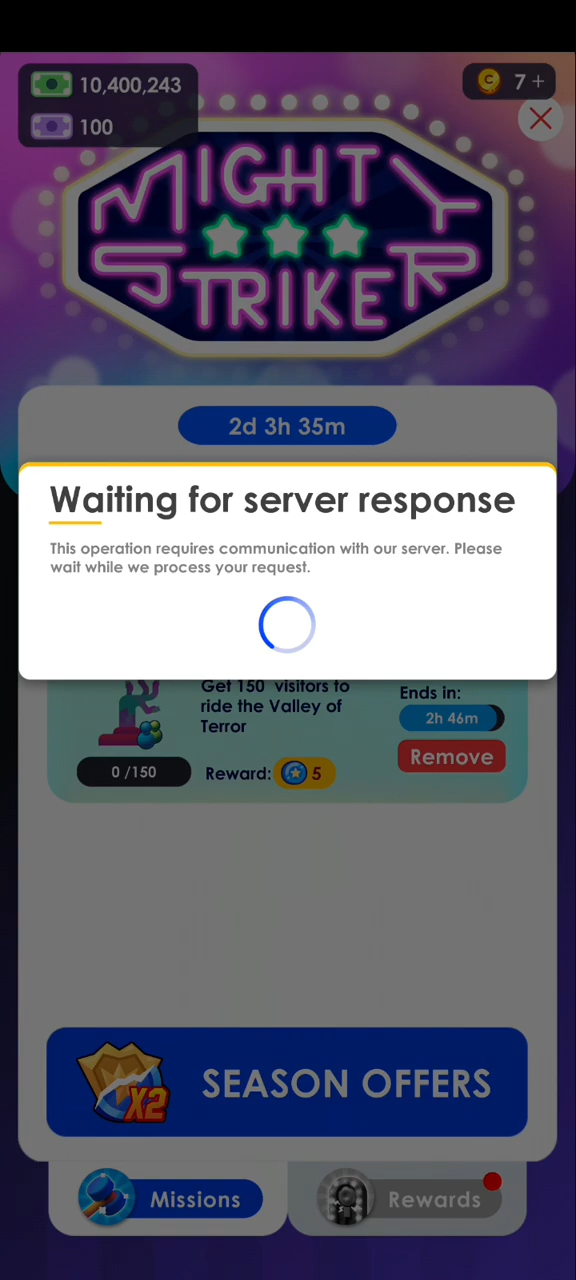 10,400,243
C 7 +
100
MIGHTY
STRIKER
2d 3h 35m
Waiting for server response
This operation requires communication with our server. Please
wait while we process your request.
Get 150 visitors to
ride the Valley of
Terror
Ends in:
2h 46m
Remove
0 /150
Reward: 5
X2
SEASON OFFERS
Missions
Rewards